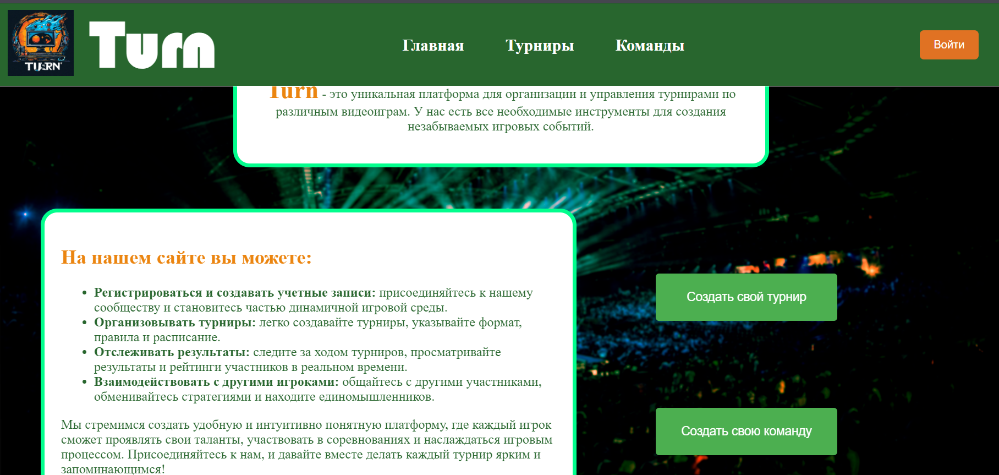 TURN
Turn
Главная
Турниры
Команды
Войти
Turn - это уникальная платформа для организации и управления турнирами по
различным видеоиграм. У нас есть все необходимые инструменты для создания
незабываемых игровых событий.
На нашем сайте вы можете:
• Регистрироваться и создавать учетные записи: присоединяйтесь к нашему
сообществу и становитесь частью динамичной игровой среды.
• Организовывать турниры: легко создавайте турниры, указывайте формат,
правила и расписание.
• Отслеживать результаты: следите за ходом турниров, просматривайте
результаты и рейтинги участников в реальном времени.
• Взаимодействовать с другими игроками: общайтесь с другими участниками,
обменивайтесь стратегиями и находите единомышленников.
Мы стремимся создать удобную и интуитивно понятную платформу, где каждый игрок
сможет проявлять свои таланты, участвовать в соревнованиях и наслаждаться игровым
процессом. Присоединяйтесь к нам, и давайте вместе делать каждый турнир ярким и
запоминающимся!
Создать свой турнир
Создать свою команду